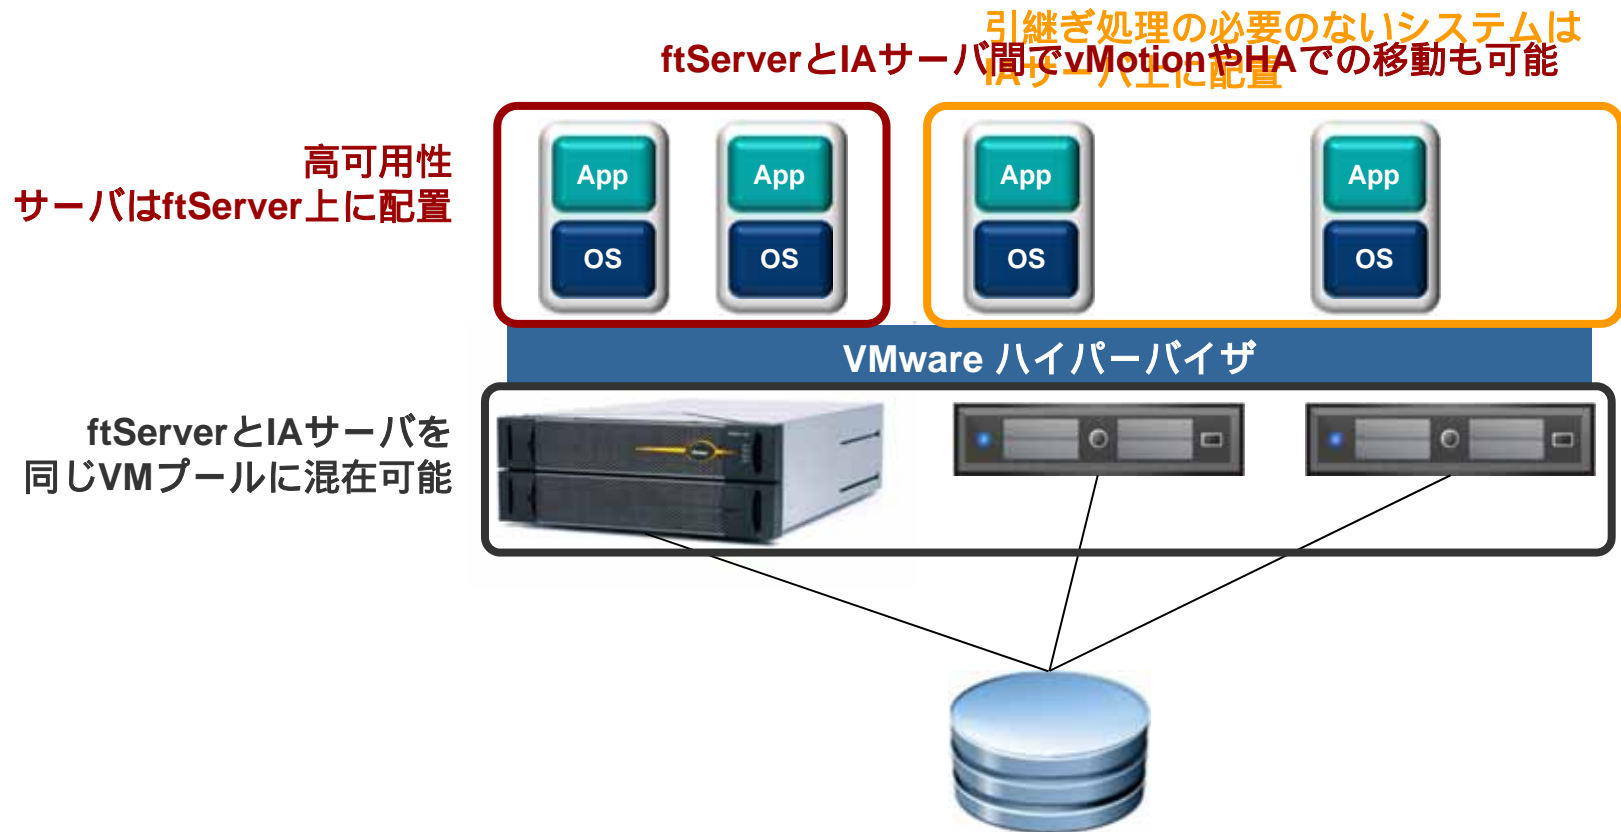 引継ぎ処理の必要のないシステムは
IAサーバ上に配置
ftServerとIAサーバ間でvMotionやHAでの移動も可能
高可用性
サーバはftServer上に配置
App
App
App
App
OS
OS
OS
OS
VMware ハイパーバイザ
ftServerとIAサーバを
同じVMプールに混在可能